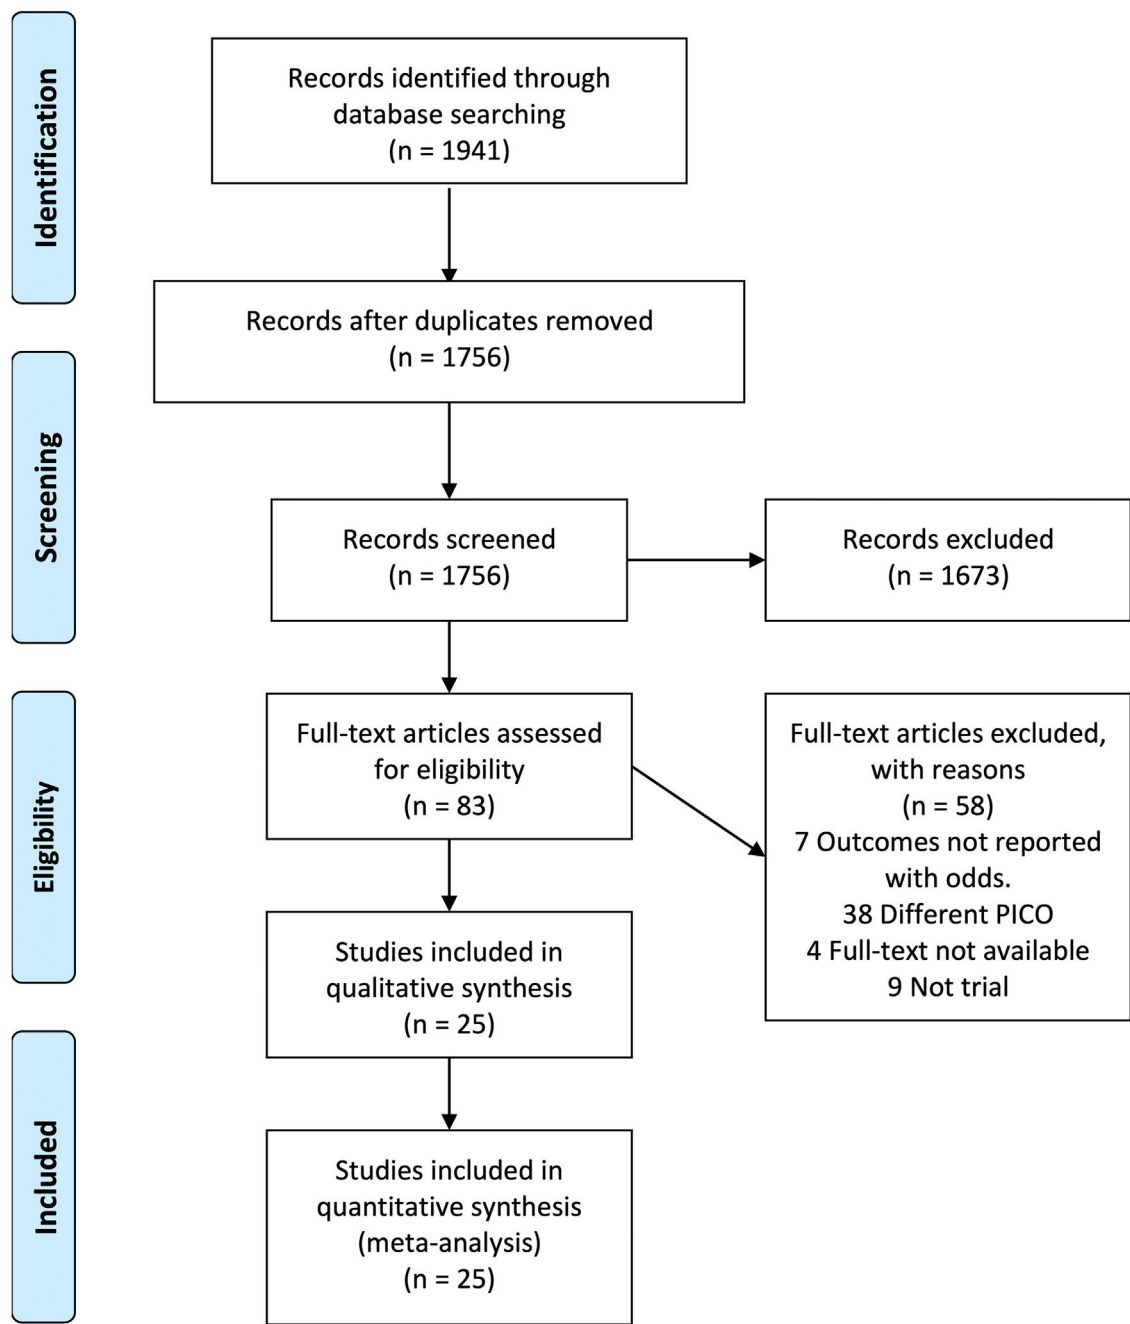 Identification
Records identified through
database searching
(n = 1941)
Records after duplicates removed
(n = 1756)
Screening
Records screened
(n = 1756)
Records excluded
(n = 1673)
Eligibility
Full-text articles assessed
for eligibility
(n = 83)
Full-text articles excluded,
with reasons
(n = 58)
7 Outcomes not reported
with odds.
38 Different PICO
4 Full-text not available
9 Not trial
Studies included in
qualitative synthesis
(n = 25)
Included
Studies included in
quantitative synthesis
(meta-analysis)
(n = 25)